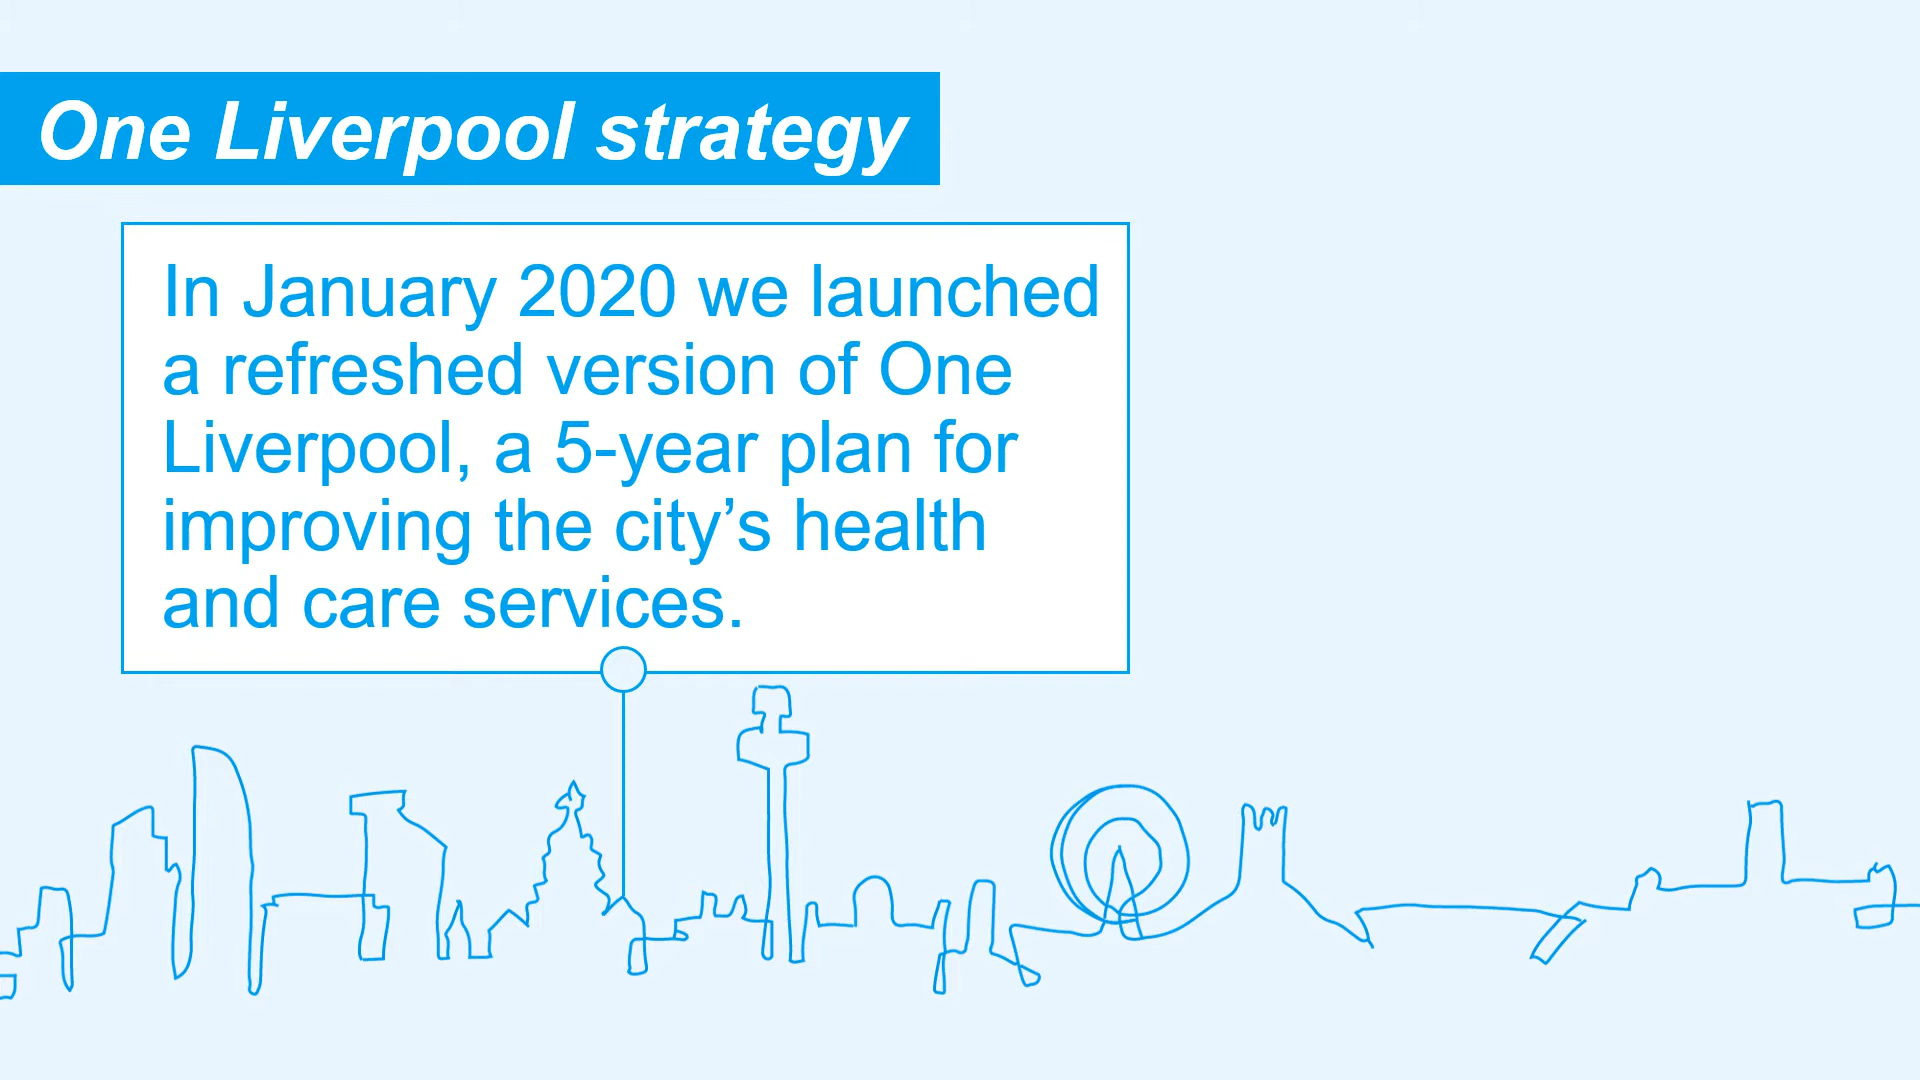 One Liverpool strategy
In January 2020 we launched
a refreshed version of One
Liverpool, a 5-year plan for
improving the city’s health
and care services.